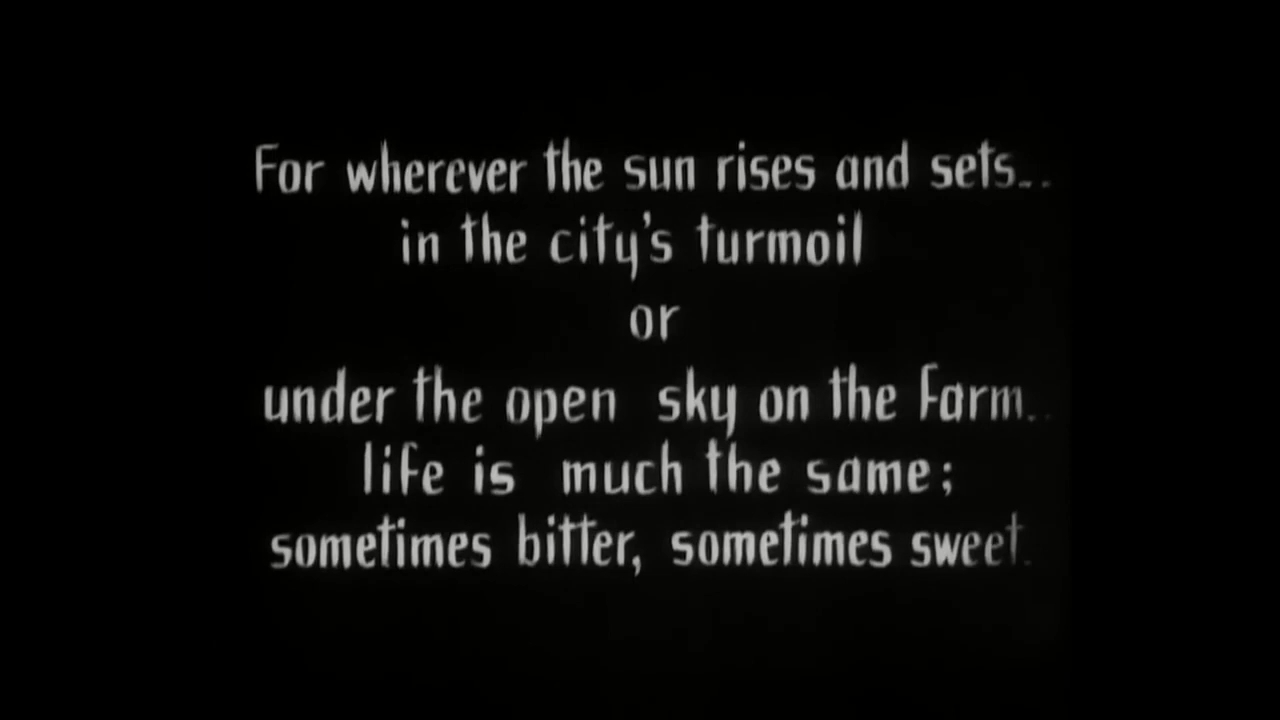 For wherever the sun rises and sets..
in the city's turmoil
or
under the open sky on the farm..
life is much the same;
sometimes bitter, sometimes sweet.